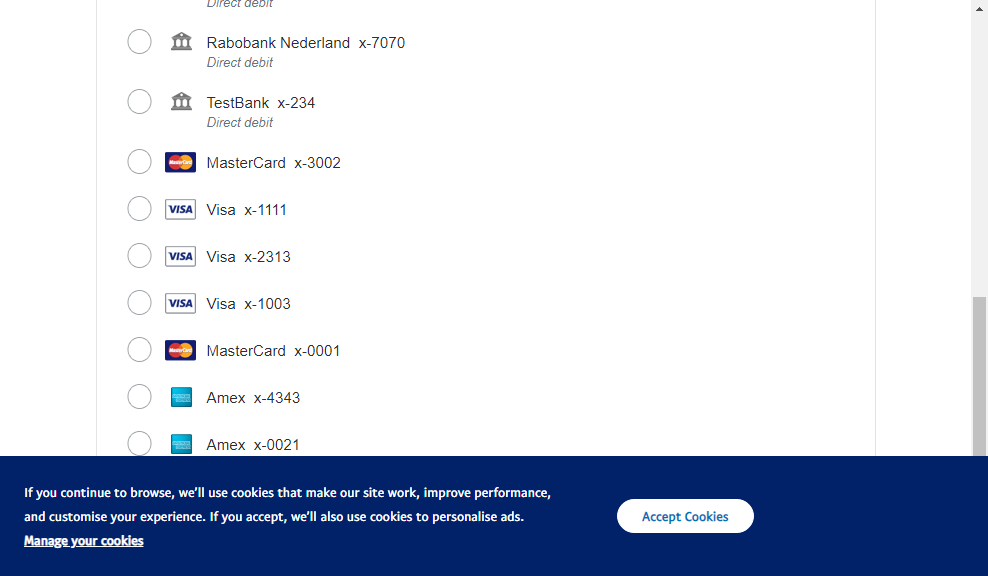 Direct debit
Rabobank Nederland x-7070
Direct debit
TestBank x-234
Direct debit
MasterCard MasterCard x-3002
VISA Visa x-1111
VISA Visa x-2313
VISA Visa x-1003
MasterCard MasterCard x-0001
Amex x-4343
Amex x-0021
If you continue to browse, we’ll use cookies that make our site work, improve performance,
and customise your experience. If you accept, we’ll also use cookies to personalise ads.
Manage your cookies
Accept Cookies